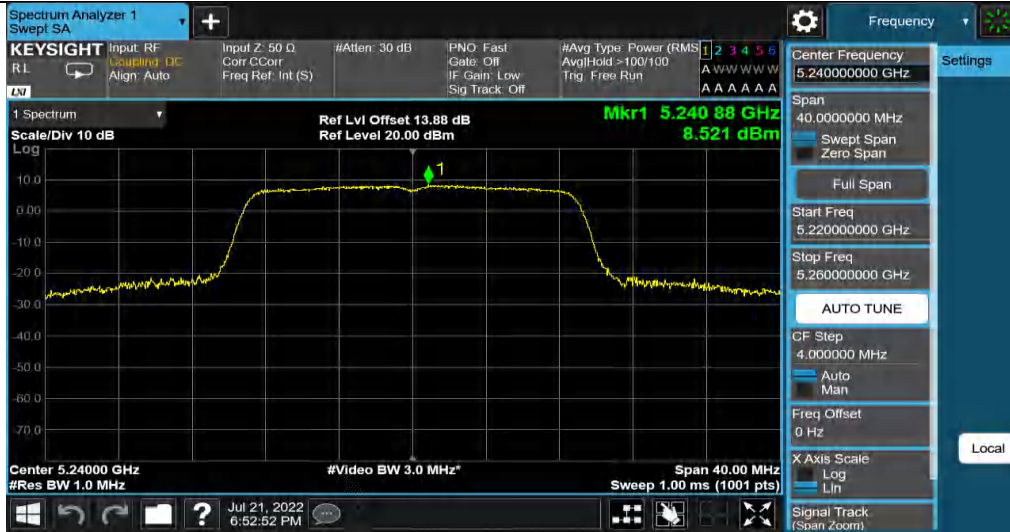 Spectrum Analyzer 1
Swept SA
+
Frequency
KEYSIGHT
RL
LXI
Input: RF
Coupling: DC
Align: Auto
Input Z: 50 Ω
Corr CCorr
Freq Ref: Int (S)
#Atten: 30 dB
PNO: Fast
Gate: Off
IF Gain: Low
Sig Track: Off
#Avg Type: Power (RMS
Avg|Hold >100/100
Trig: Free Run
1 2 3 4 5 6
A W W W W W
A A A A A A
1 Spectrum
Scale/Div 10 dB
Log
Ref Lvl Offset 13.88 dB
Ref Level 20.00 dBm
Mkr1 5.240 88 GHz
8.521 dBm
1
10.0
0.00
-10.0
-20.0
-30.0
-40.0
-50.0
-60.0
-70.0
Center 5.24000 GHz
#Res BW 1.0 MHz
#Video BW 3.0 MHz*
Span 40.00 MHz
Sweep 1.00 ms (1001 pts)
Center Frequency
5.240000000 GHz
Settings
Span
40.0000000 MHz
Swept Span
Zero Span
Full Span
Start Freq
5.220000000 GHz
Stop Freq
5.260000000 GHz
AUTO TUNE
CF Step
4.000000 MHz
Auto
Man
Freq Offset
0 Hz
X Axis Scale
Log
Lin
Local
Signal Track
(Span Zoom)
?
Jul 21, 2022
6:52:52 PM